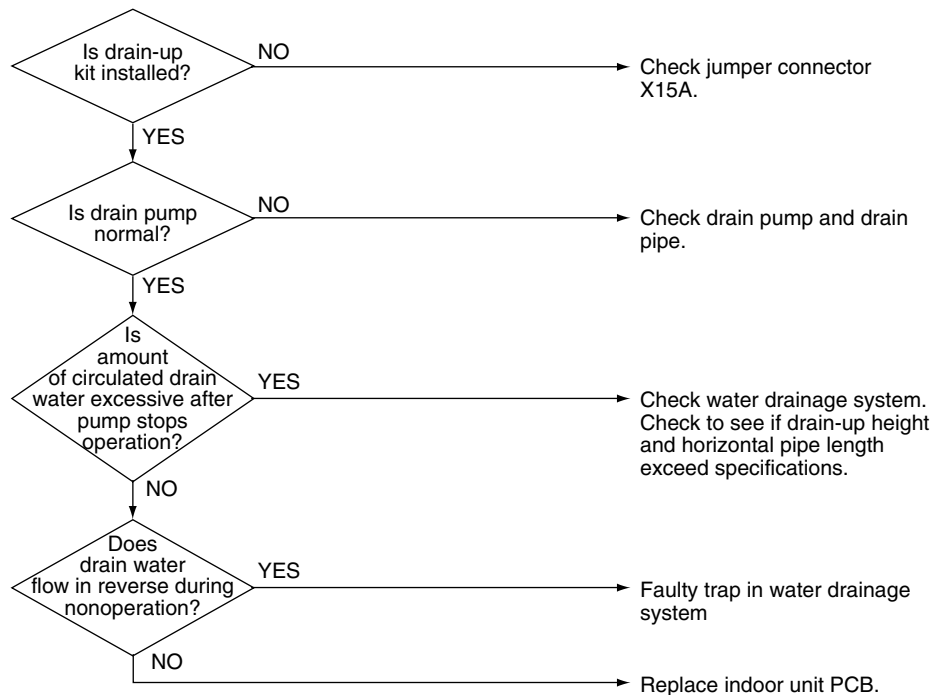 Is drain-up
kit installed?
NO
Check jumper connector
X15A.
YES
Is drain pump
normal?
NO
Check drain pump and drain
pipe.
YES
Is
amount
of circulated drain
water excessive after
pump stops
operation?
YES
Check water drainage system.
Check to see if drain-up height
and horizontal pipe length
exceed specifications.
NO
Does
drain water
flow in reverse during
nonoperation?
YES
Faulty trap in water drainage
system
NO
Replace indoor unit PCB.